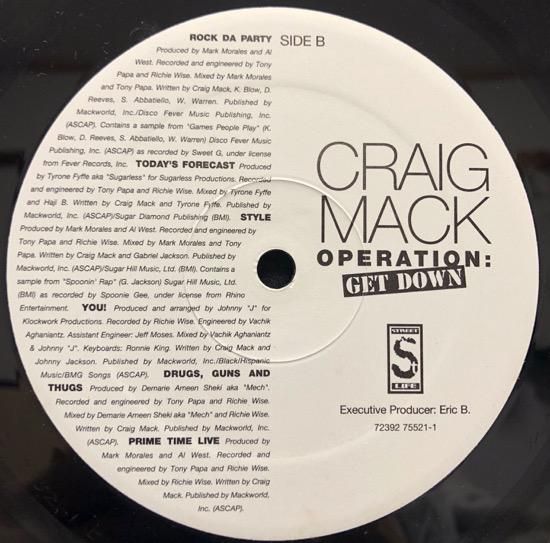 ROCK DA PARTY
Produced by Mark Morales and Al
West. Recorded and engineered by Tony
Papa and Richie Wise. Mixed by Mark Morales
and Tony Papa. Written by Craig Mack, K. Blow, D.
Reeves, S. Abbatiello, W. Warren. Published by
Mackworld, Inc./Disco Fever Music Publishing, Inc.
(ASCAP). Contains a sample from "Games People Play" (K.
Blow, D. Reeves, S. Abbatiello, W. Warren) Disco Fever Music
Publishing, Inc. (ASCAP) as recorded by Sweet G, under license
from Fever Records, Inc. TODAY'S FORECAST Produced
by Tyrone Fyffe aka "Sugarless" for Sugarless Productions. Recorded
and engineered by Tony Papa and Richie Wise. Mixed by Tyrone Fyffe
and Haji B. Written by Craig Mack and Tyrone Fyffe. Published by
Mackworld, Inc. (ASCAP)/Sugar Diamond Publishing (BMI). STYLE
Produced by Mark Morales and Al West. Recorded and engineered by
Tony Papa and Richie Wise. Mixed by Mark Morales and Tony
Papa. Written by Craig Mack and Gabriel Jackson. Published by
Mackworld, Inc. (ASCAP)/Sugar Hill Music, Ltd. (BMI). Contains a
sample from "Spoonin' Rap" (G. Jackson) Sugar Hill Music, Ltd.
(BMI) as recorded by Spoonie Gee, under license from Rhino
Entertainment. YOU! Produced and arranged by Johnny "J" for
Klockwork Productions. Recorded by Richie Wise. Engineered by Vachik
Aghaniantz. Assistant Engineer: Jeff Moses. Mixed by Vachik Aghaniantz
& Johnny "J". Keyboards: Ronnie King. Written by Craig Mack and
Johnny Jackson. Published by Mackworld, Inc./Black/Hispanic
Music/BMG Songs (ASCAP). DRUGS, GUNS AND
THUGS Produced by Demarie Ameen Sheki aka "Mech".
Recorded and engineered by Tony Papa and Richie Wise.
Mixed by Demarie Ameen Sheki aka "Mech" and Richie Wise.
Written by Craig Mack. Published by Mackworld, Inc.
(ASCAP). PRIME TIME LIVE Produced by
Mark Morales and Al West. Recorded and
engineered by Tony Papa and Richie Wise.
Mixed by Richie Wise. Written by Craig
Mack. Published by Mackworld,
Inc. (ASCAP).
SIDE B
CRAIG
MACK
OPERATION:
GET DOWN
STREET
S
LIFE
Executive Producer: Eric B.
72392 75521-1